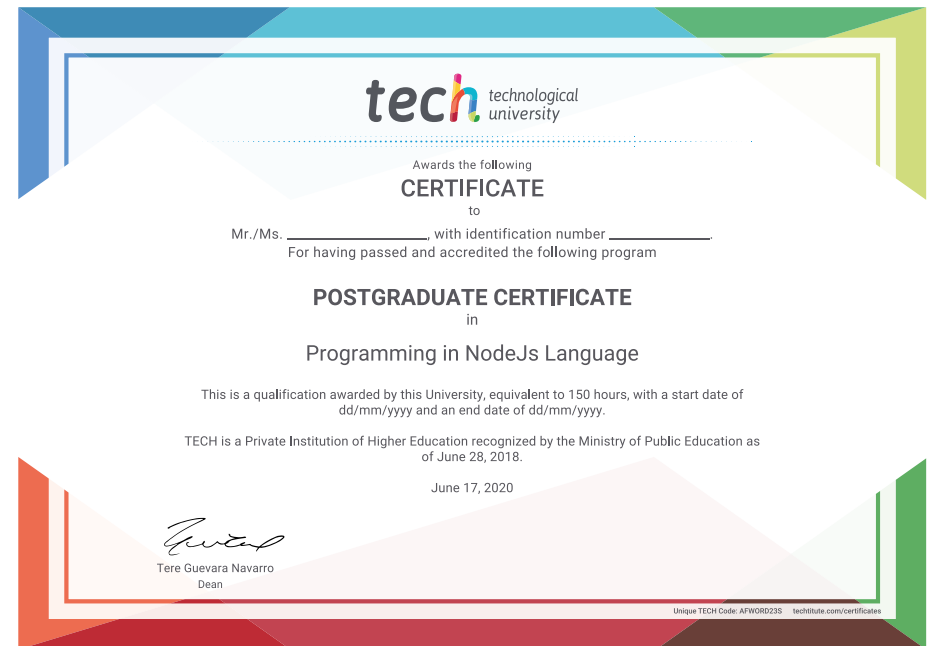 tech technological
university
Awards the following
CERTIFICATE
to
Mr./Ms. ____________________, with identification number ______________.
For having passed and accredited the following program
POSTGRADUATE CERTIFICATE
in
Programming in NodeJs Language
This is a qualification awarded by this University, equivalent to 150 hours, with a start date of
dd/mm/yyyy and an end date of dd/mm/yyyy.
TECH is a Private Institution of Higher Education recognized by the Ministry of Public Education as
of June 28, 2018.
June 17, 2020
Tere Guevara Navarro
Dean
Unique TECH Code: AFWORD23S techtitute.com/certificates